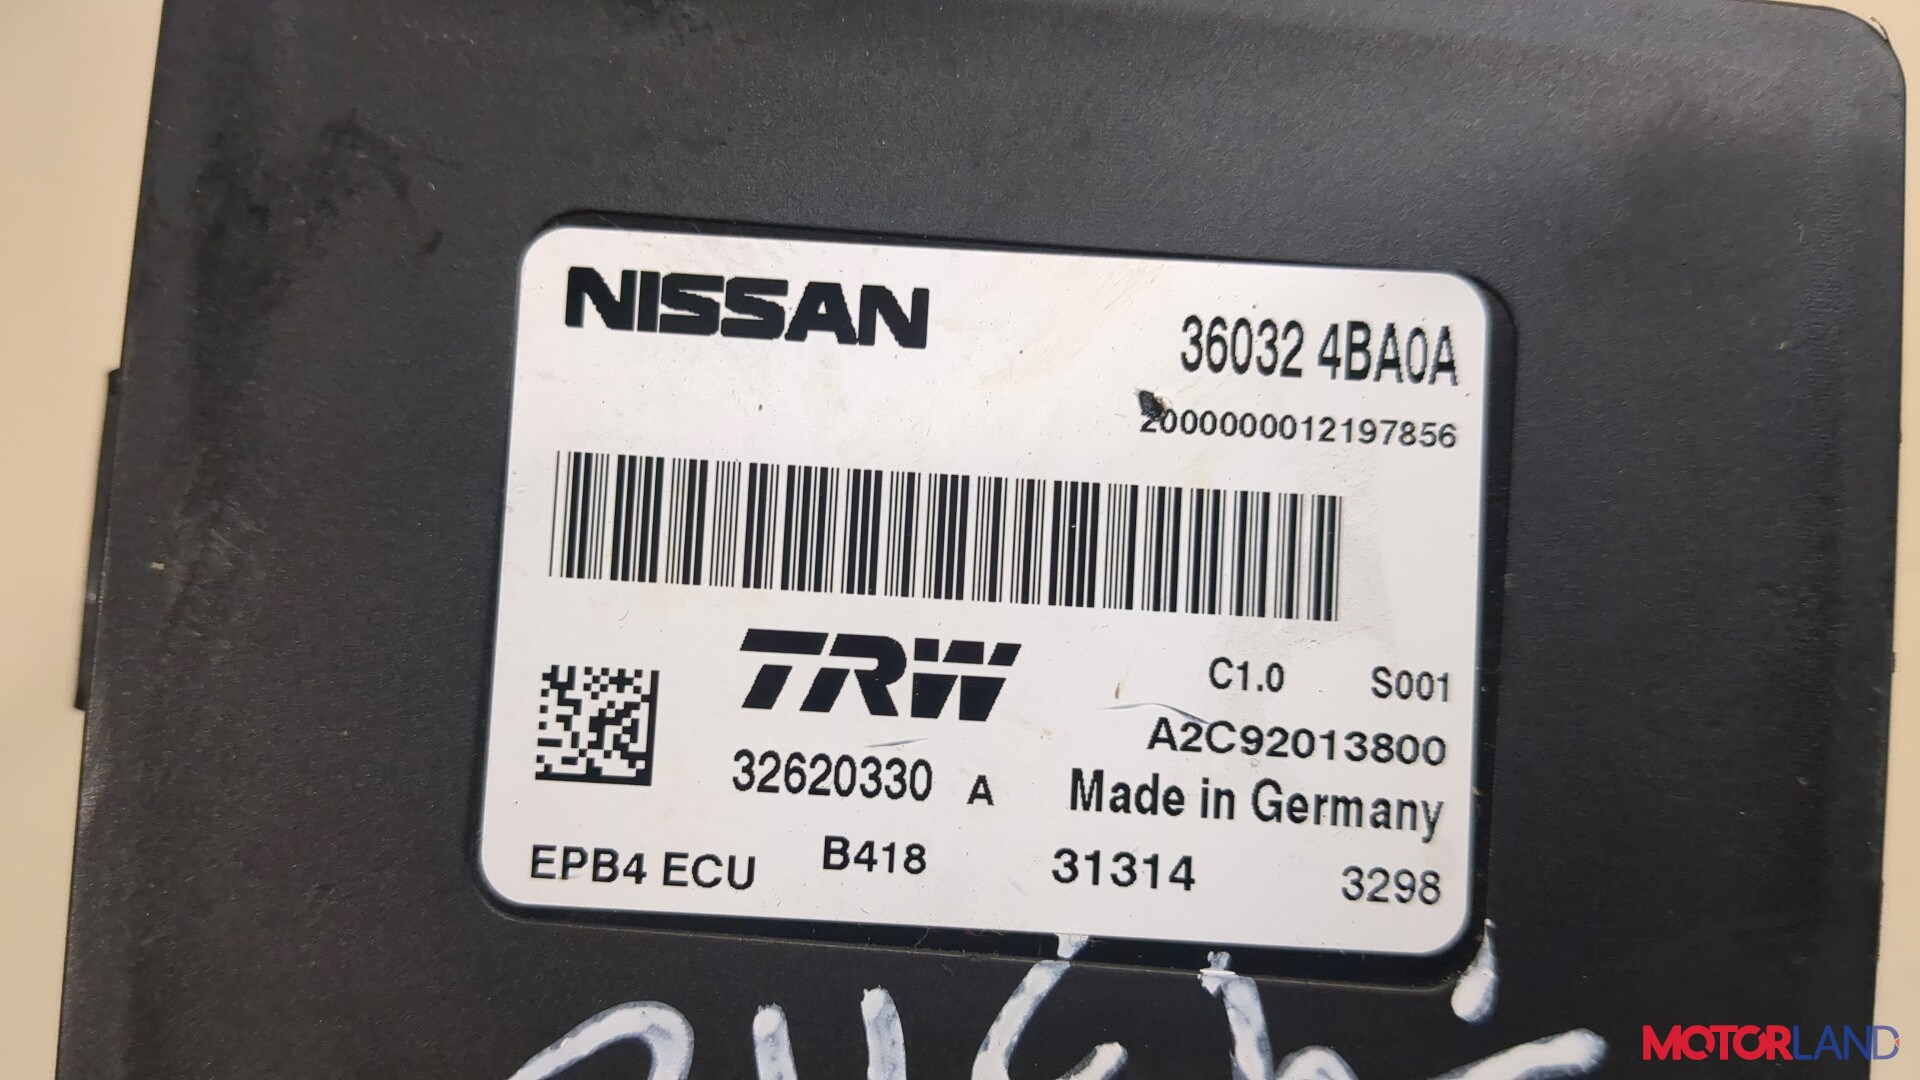 NISSAN
36032 4BA0A
2000000012197856
TRW
C1.0 S001
A2C92013800
32620330 A
Made in Germany
EPB4 ECU B418 31314 3298
MOTORLAND